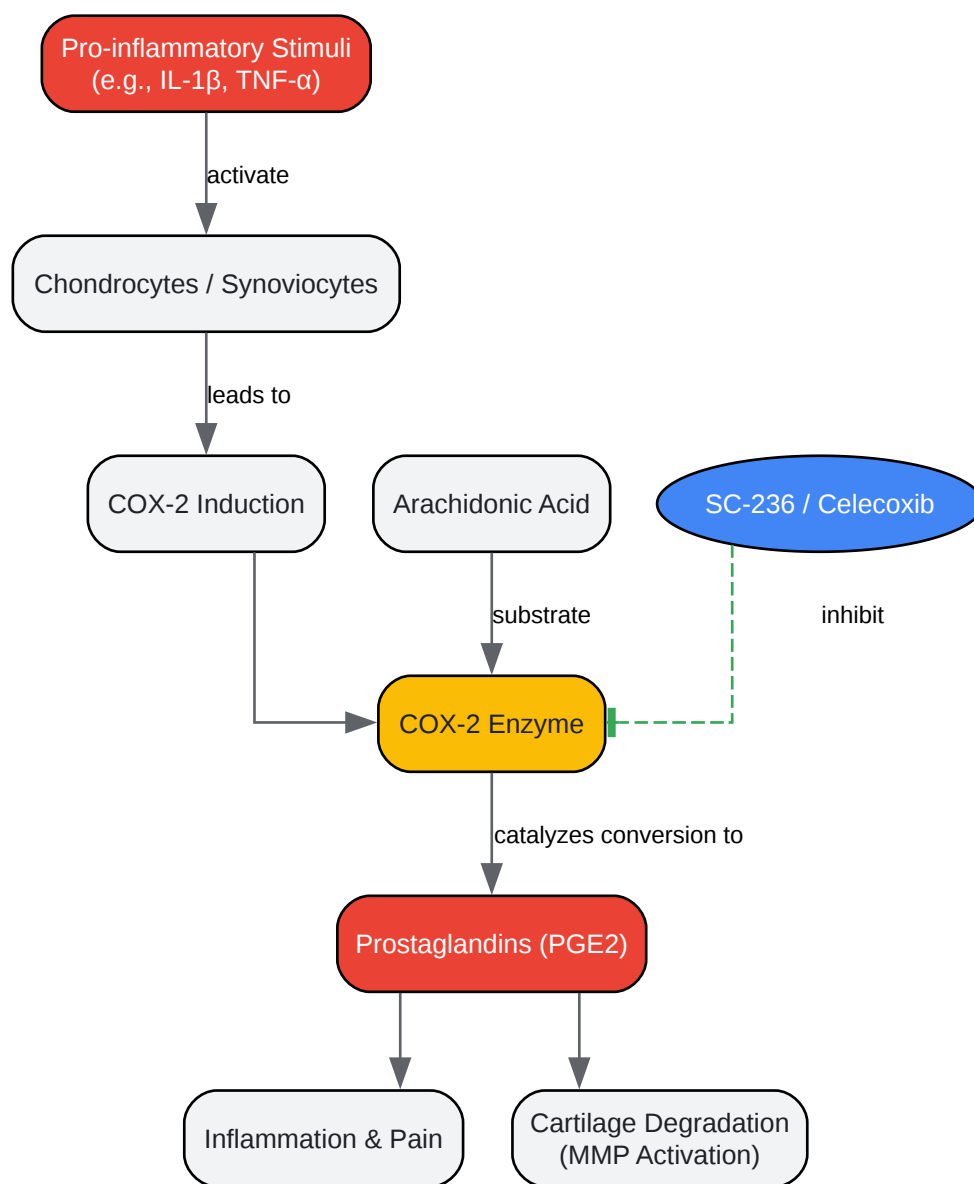 Pro-inflammatory Stimuli
(e.g., IL-1β, TNF-α)
activate
Chondrocytes / Synoviocytes
leads to
COX-2 Induction
Arachidonic Acid
SC-236 / Celecoxib
substrate
inhibit
COX-2 Enzyme
catalyzes conversion to
Prostaglandins (PGE2)
Inflammation & Pain
Cartilage Degradation
(MMP Activation)